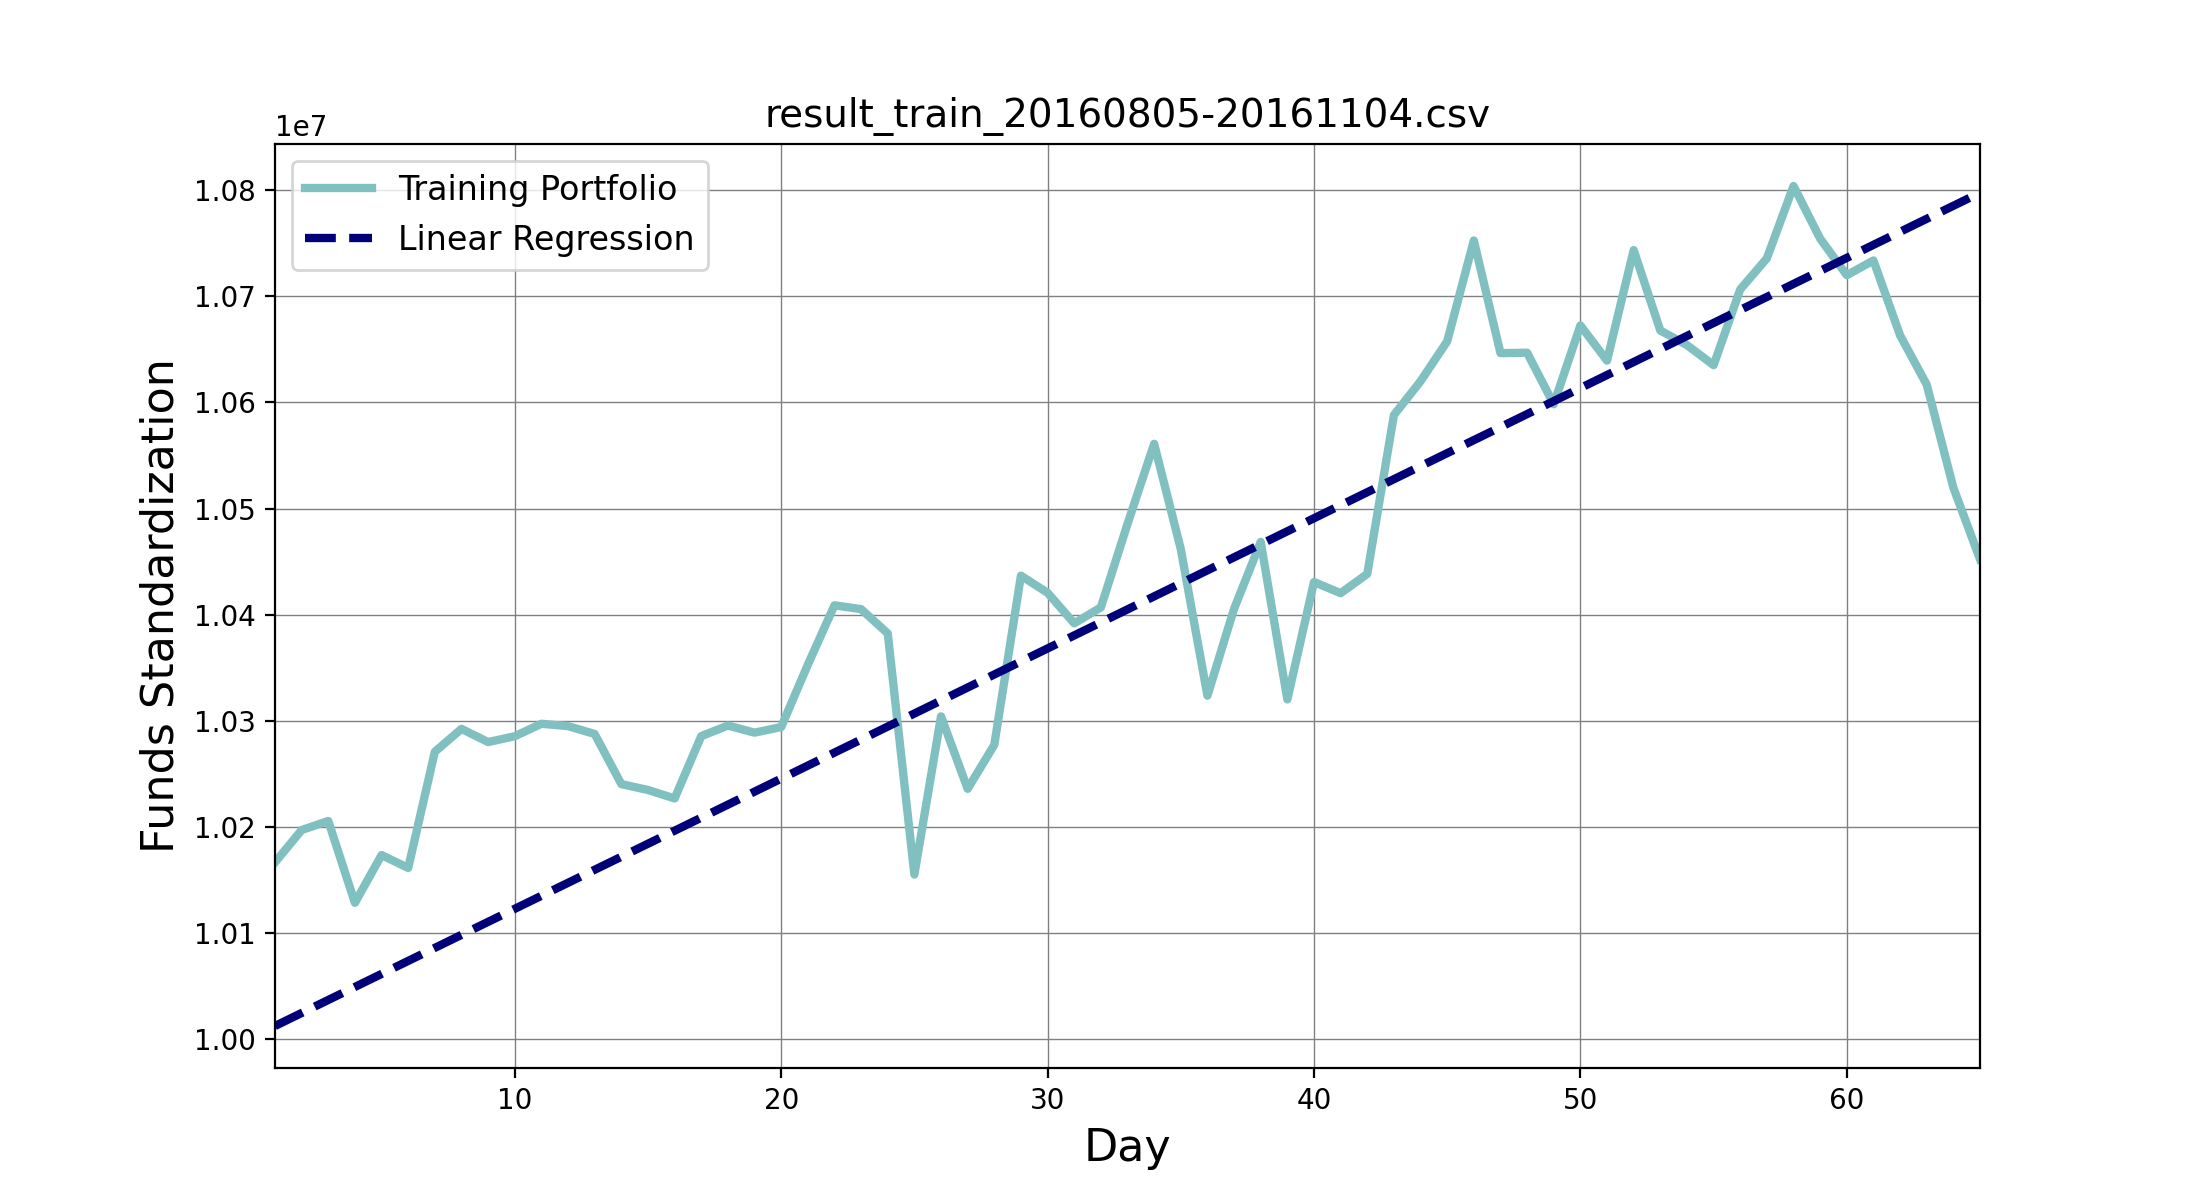 result_train_20160805-20161104.csv
1e7
Training Portfolio
Linear Regression
1.08
1.07
1.06
1.05
1.04
1.03
1.02
1.01
1.00
Funds Standardization
10 20 30 40 50 60
Day